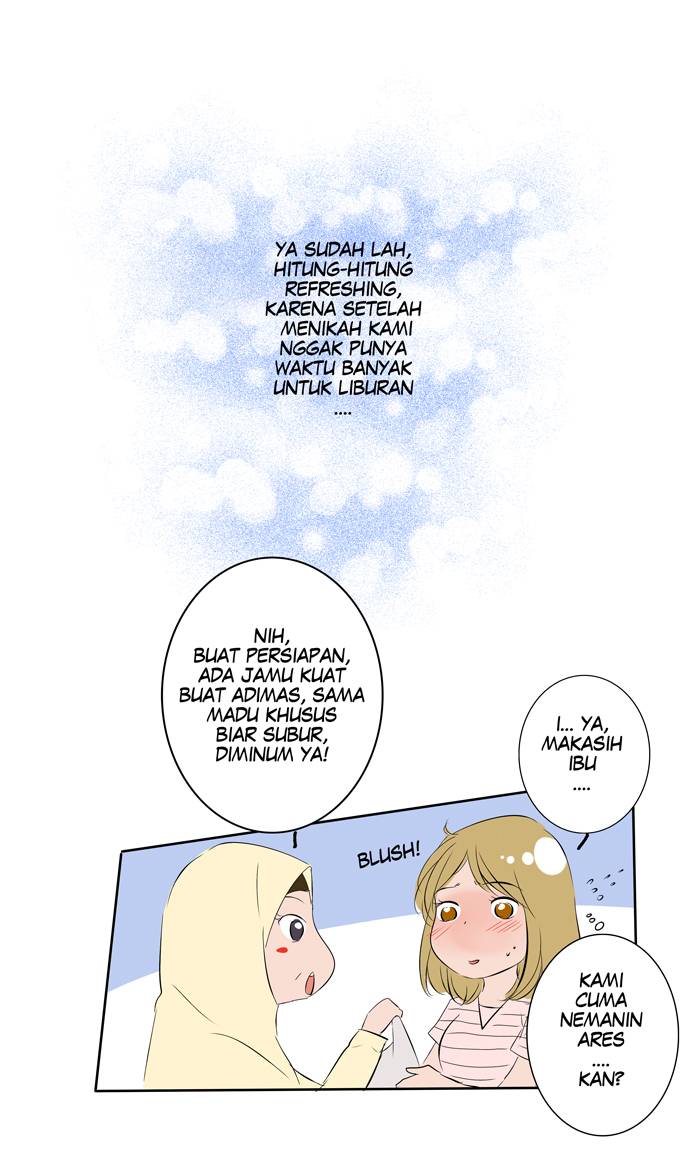 YA SUDAH LAH,
HITUNG-HITUNG
REFRESHING,
KARENA SETELAH
MENIKAH KAMI
NGGAK PUNYA
WAKTU BANYAK
UNTUK LIBURAN
....
NIH,
BUAT PERSIAPAN,
ADA JAMU KUAT
BUAT ADIMAS, SAMA
MADU KHUSUS
BIAR SUBUR,
DIMINUM YA!
I... YA,
MAKASIH
IBU
....
BLUSH!
KAMI
CUMA
NEMANIN
ARES
....
KAN?